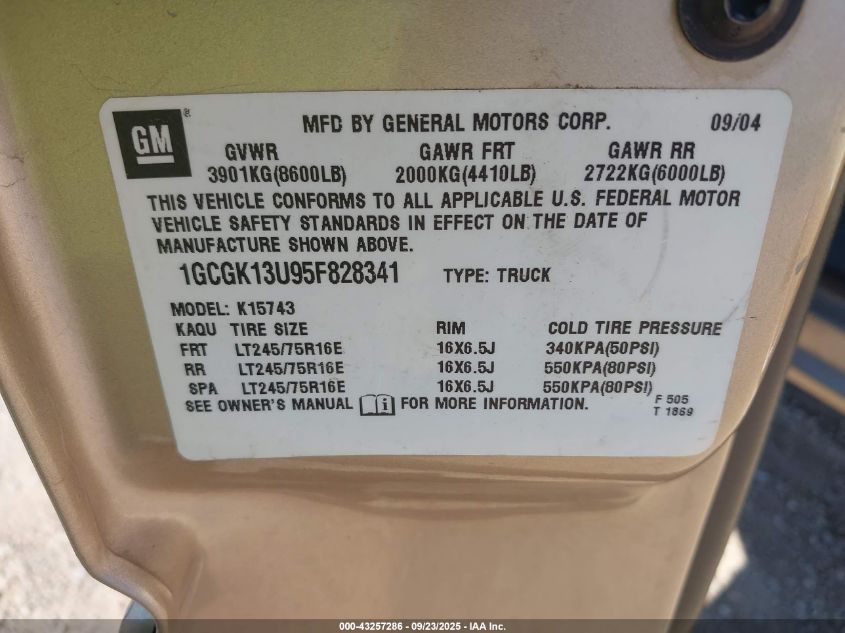 GM®
MFD BY GENERAL MOTORS CORP. 09/04
GVWR GAWR FRT GAWR RR
3901KG(8600LB) 2000KG(4410LB) 2722KG(6000LB)
THIS VEHICLE CONFORMS TO ALL APPLICABLE U.S. FEDERAL MOTOR
VEHICLE SAFETY STANDARDS IN EFFECT ON THE DATE OF
MANUFACTURE SHOWN ABOVE.
1GCGK13U95F828341 TYPE: TRUCK
MODEL: K15743
KAQU TIRE SIZE RIM COLD TIRE PRESSURE
FRT LT245/75R16E 16X6.5J 340KPA(50PSI)
RR LT245/75R16E 16X6.5J 550KPA(80PSI)
SPA LT245/75R16E 16X6.5J 550KPA(80PSI)
SEE OWNER'S MANUAL i FOR MORE INFORMATION.
F 505
T 1869
000-43257286 - 09/23/2025 - IAA Inc.